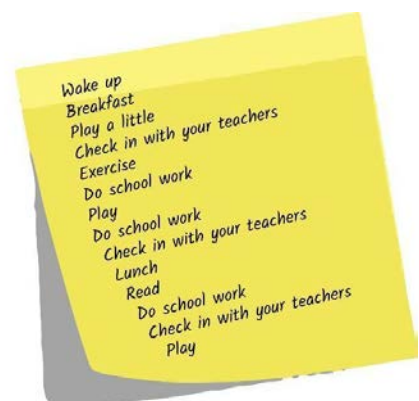 Wake up
Breakfast
Play a little
Check in with your teachers
Exercise
Do school work
Play
Do school work
Check in with your teachers
Lunch
Read
Do school work
Check in with your teachers
Play